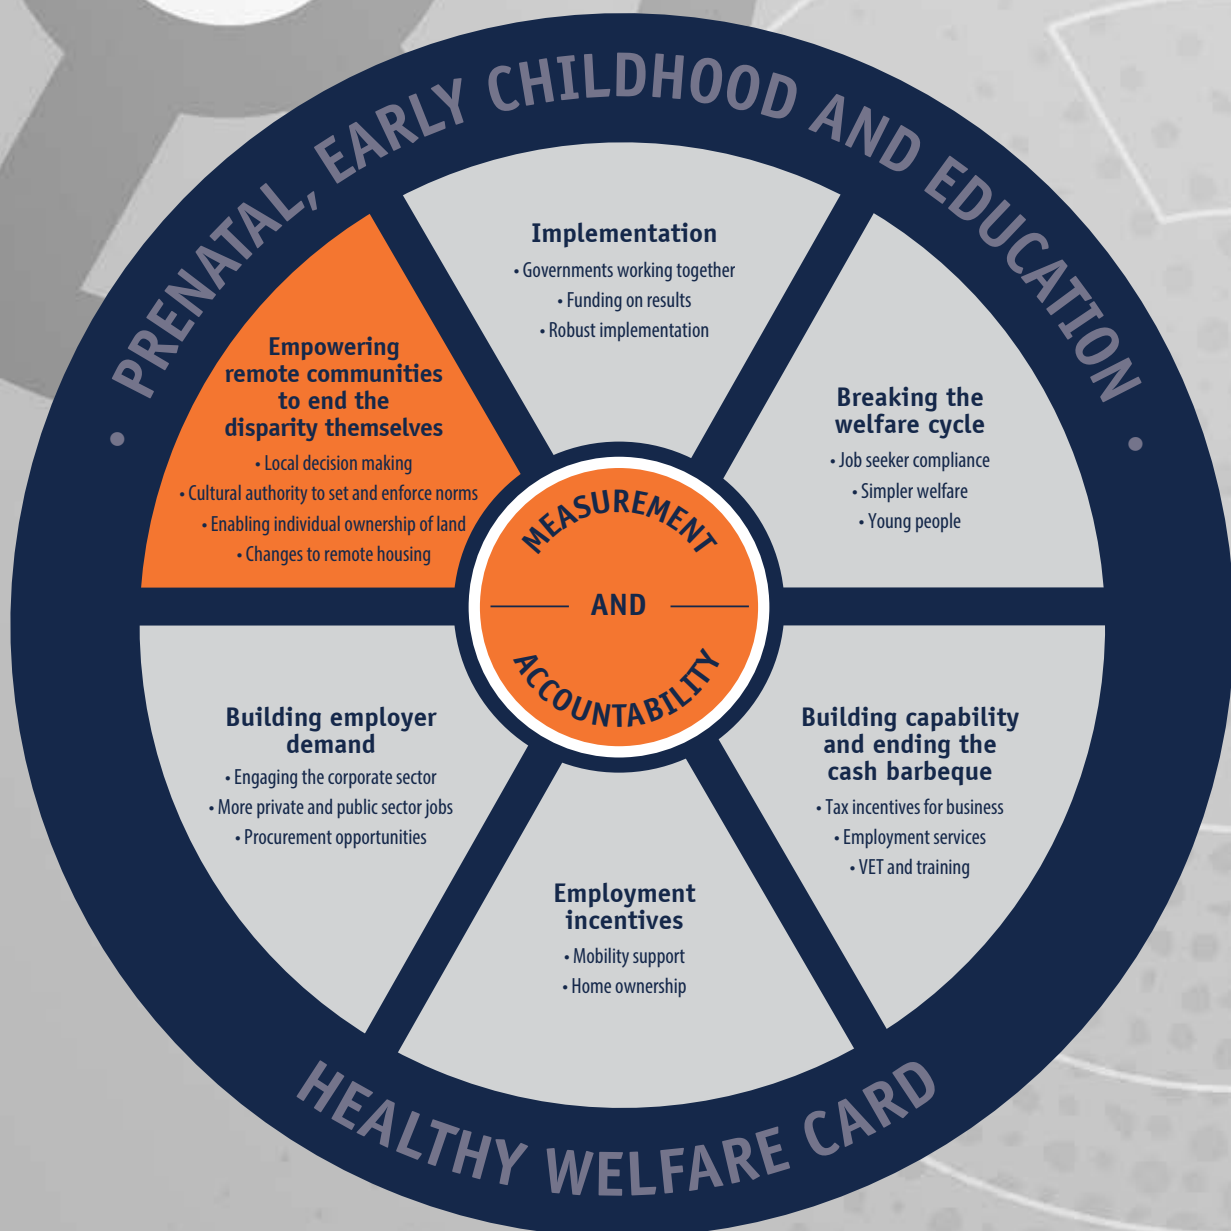 PRENATAL, EARLY CHILDHOOD AND EDUCATION
Implementation
• Governments working together
• Funding on results
• Robust implementation
Breaking the
welfare cycle
• Job seeker compliance
• Simpler welfare
• Young people
Building capability
and ending the
cash barbeque
• Tax incentives for business
• Employment services
• VET and training
Employment
incentives
• Mobility support
• Home ownership
Building employer
demand
• Engaging the corporate sector
• More private and public sector jobs
• Procurement opportunities
Empowering
remote communities
to end the
disparity themselves
• Local decision making
• Cultural authority to set and enforce norms
• Enabling individual ownership of land
• Changes to remote housing
MEASUREMENT
AND
ACCOUNTABILITY
HEALTHY WELFARE CARD